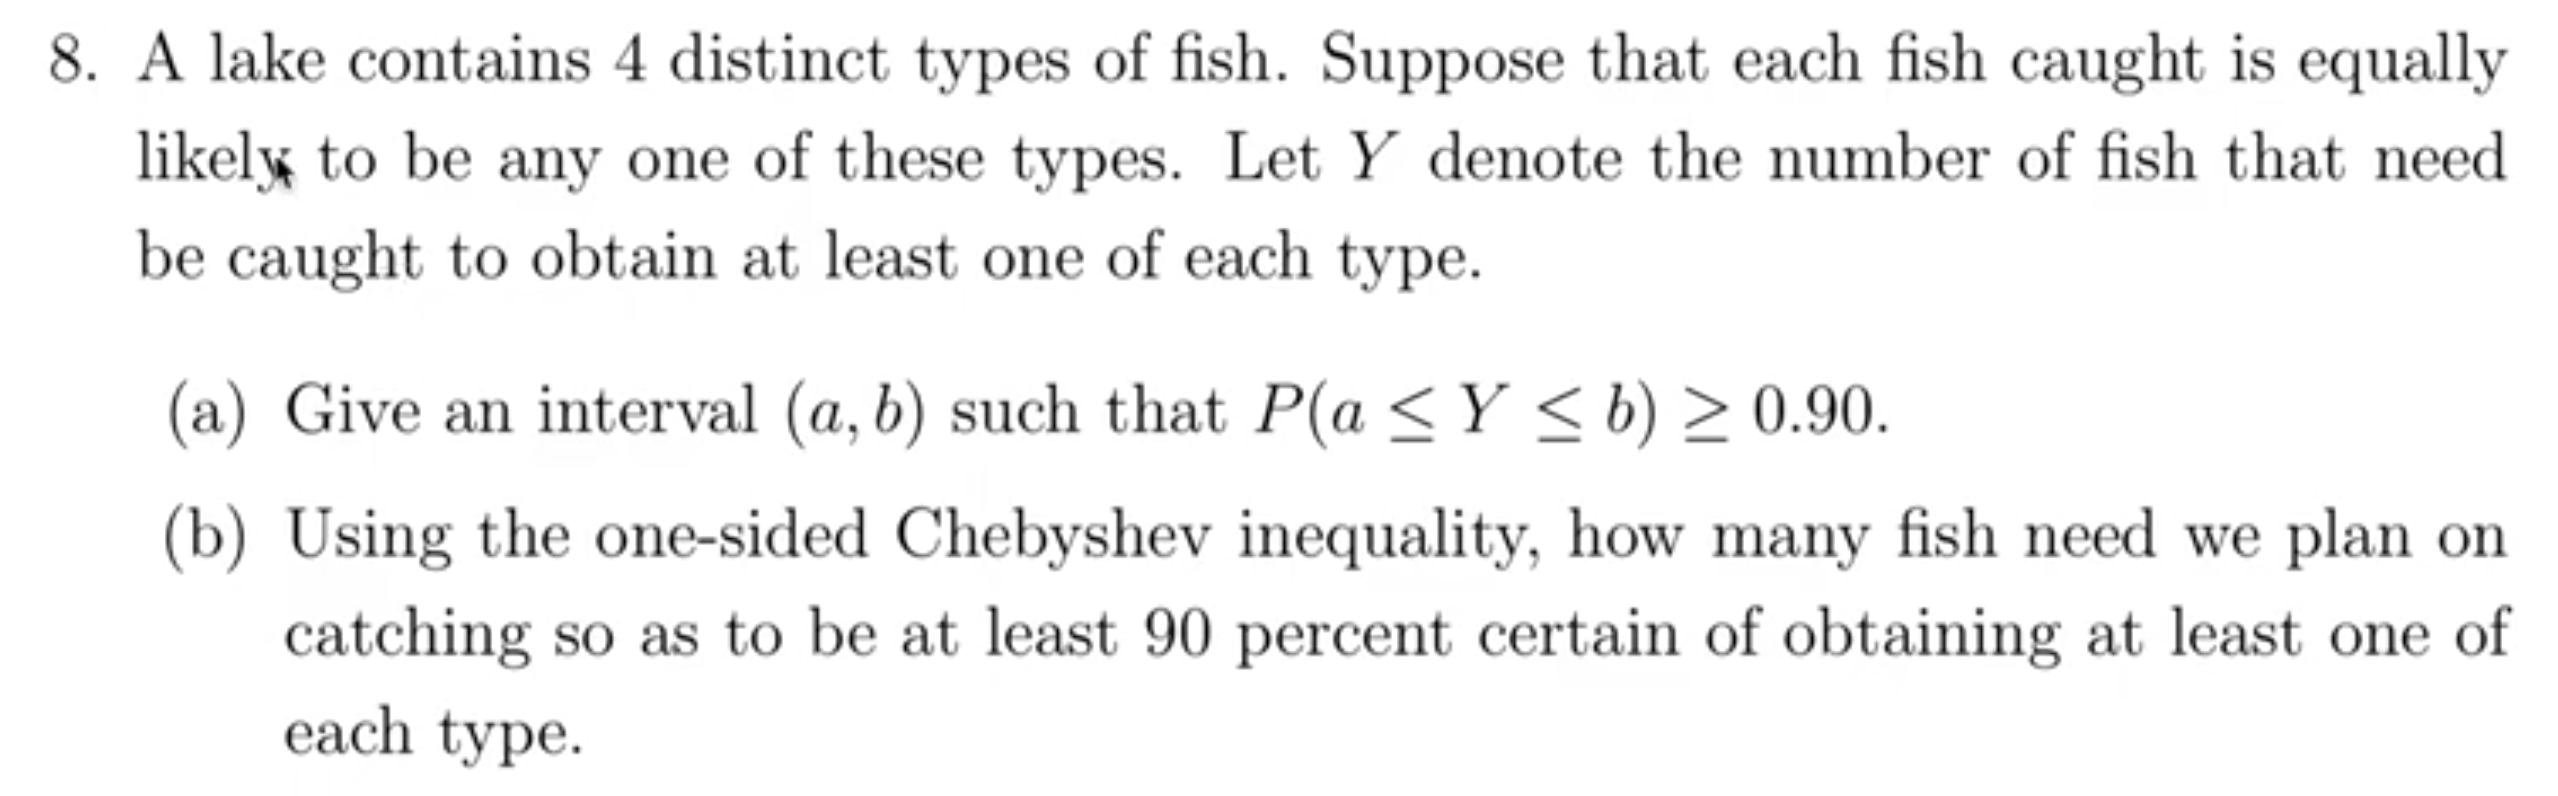 8. A lake contains 4 distinct types of fish. Suppose that each fish caught is equally
likely to be any one of these types. Let Y denote the number of fish that need
be caught to obtain at least one of each type.
(a) Give an interval (a, b) such that P(a ≤ Y ≤ b) ≥ 0.90.
(b) Using the one-sided Chebyshev inequality, how many fish need we plan on
catching so as to be at least 90 percent certain of obtaining at least one of
each type.